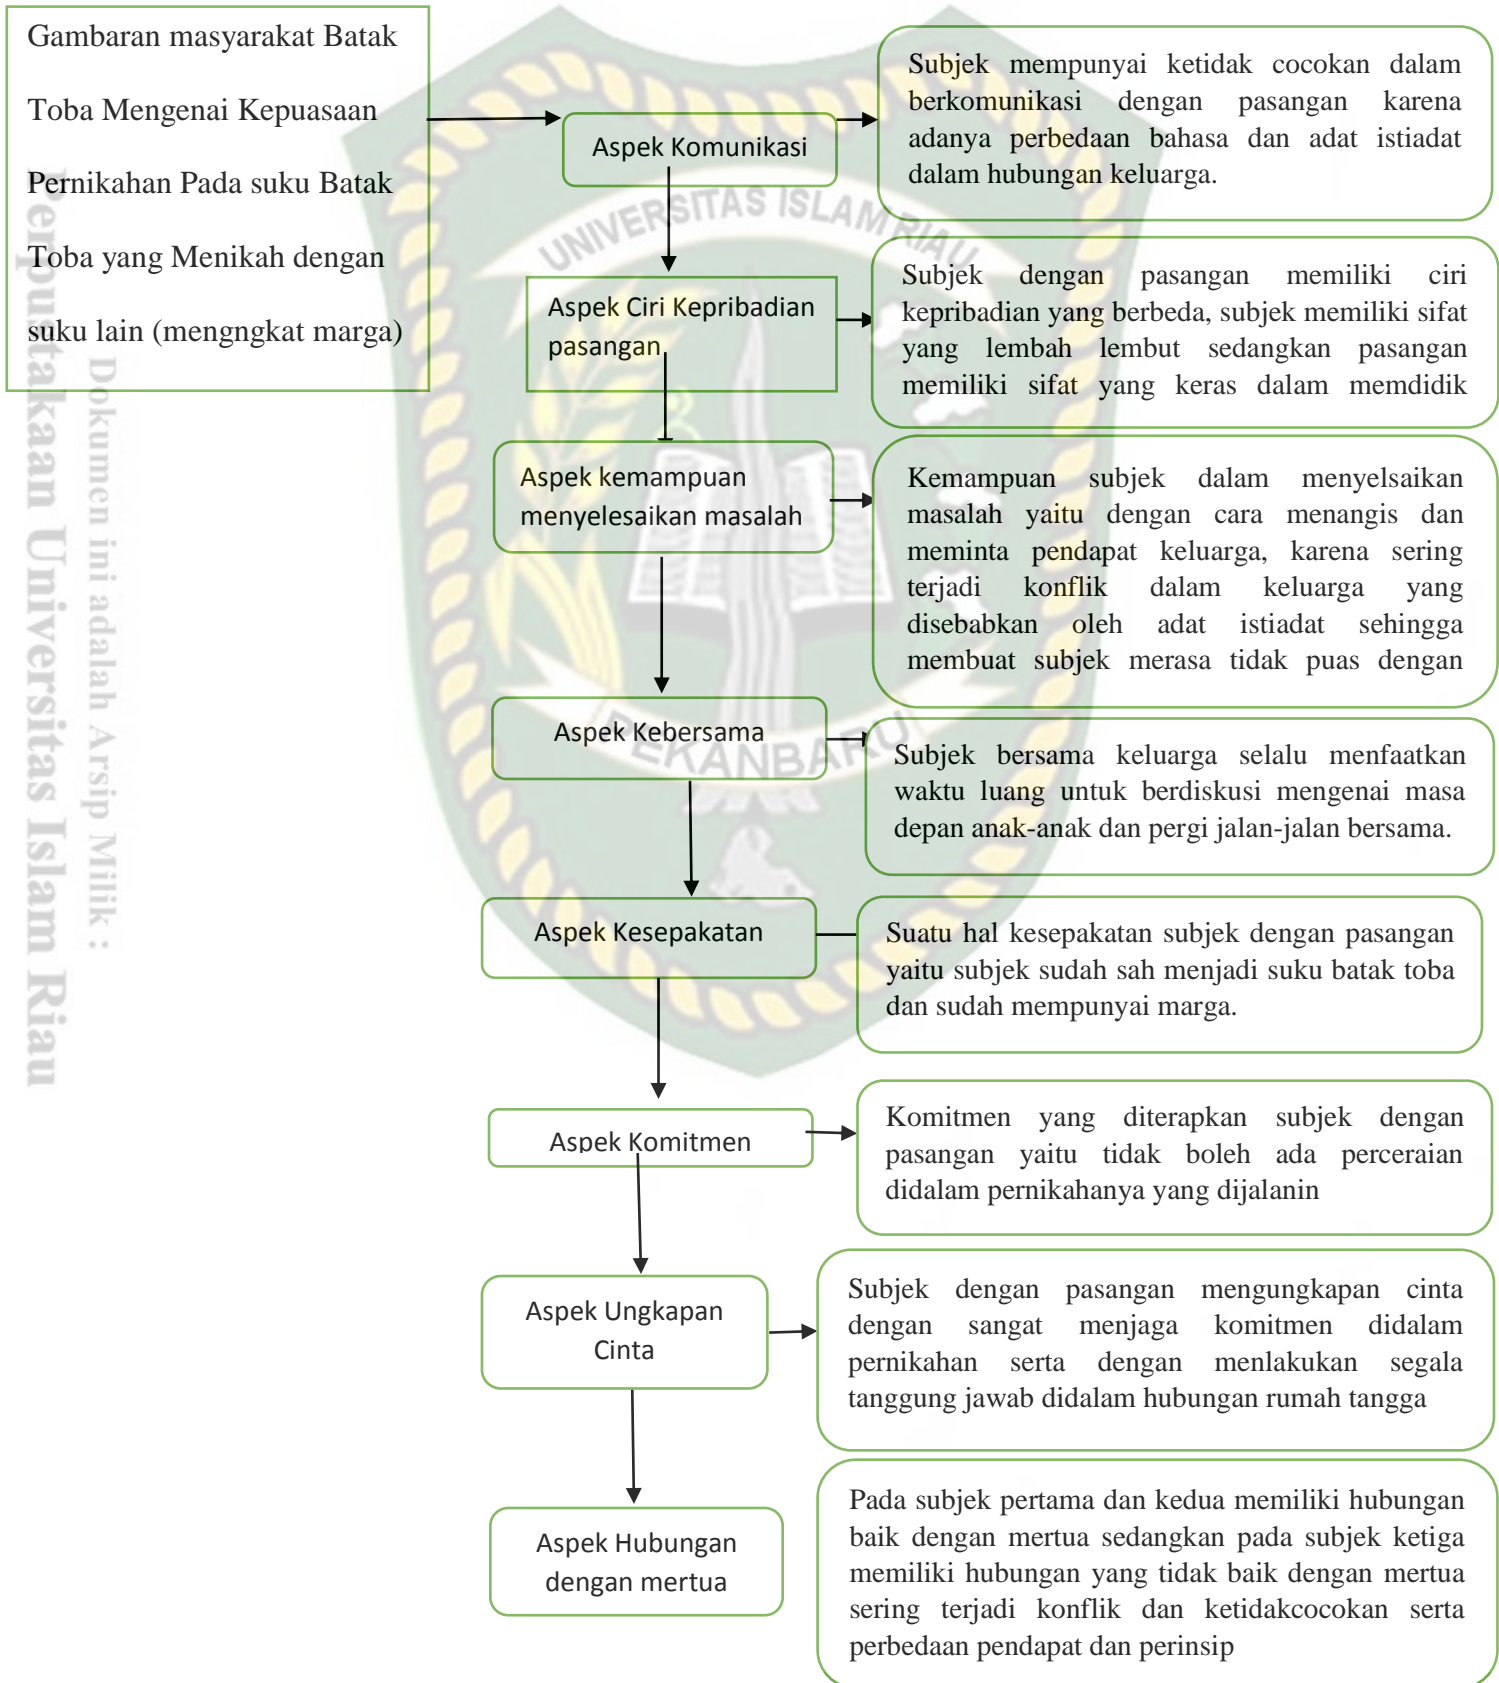 Gambaran masyarakat Batak
Toba Mengenai Kepuasaan
Pernikahan Pada suku Batak
Toba yang Menikah dengan
suku lain (mengngkat marga)
Aspek Komunikasi
Subjek mempunyai ketidak cocokan dalam
berkomunikasi dengan pasangan karena
adanya perbedaan bahasa dan adat istiadat
dalam hubungan keluarga.
Aspek Ciri Kepribadian
pasangan
Subjek dengan pasangan memiliki ciri
kepribadian yang berbeda, subjek memiliki sifat
yang lembah lembut sedangkan pasangan
memiliki sifat yang keras dalam memdidik
Aspek kemampuan
menyelesaikan masalah
Kemampuan subjek dalam menyelsaikan
masalah yaitu dengan cara menangis dan
meminta pendapat keluarga, karena sering
terjadi konflik dalam keluarga yang
disebabkan oleh adat istiadat sehingga
membuat subjek merasa tidak puas dengan
Aspek Kebersama
Subjek bersama keluarga selalu menfaatkan
waktu luang untuk berdiskusi mengenai masa
depan anak-anak dan pergi jalan-jalan bersama.
Aspek Kesepakatan
Suatu hal kesepakatan subjek dengan pasangan
yaitu subjek sudah sah menjadi suku batak toba
dan sudah mempunyai marga.
Aspek Komitmen
Komitmen yang diterapkan subjek dengan
pasangan yaitu tidak boleh ada perceraian
didalam pernikahanya yang dijalanin
Aspek Ungkapan
Cinta
Subjek dengan pasangan mengungkapan cinta
dengan sangat menjaga komitmen didalam
pernikahan serta dengan menlakukan segala
tanggung jawab didalam hubungan rumah tangga
Aspek Hubungan
dengan mertua
Pada subjek pertama dan kedua memiliki hubungan
baik dengan mertua sedangkan pada subjek ketiga
memiliki hubungan yang tidak baik dengan mertua
sering terjadi konflik dan ketidakcocokan serta
perbedaan pendapat dan perinsip
UNIVERSITAS ISLAM RIAU
PEKANBARU
Dokumen ini adalah Arsip Milik :
Perpustakaan Universitas Islam Riau